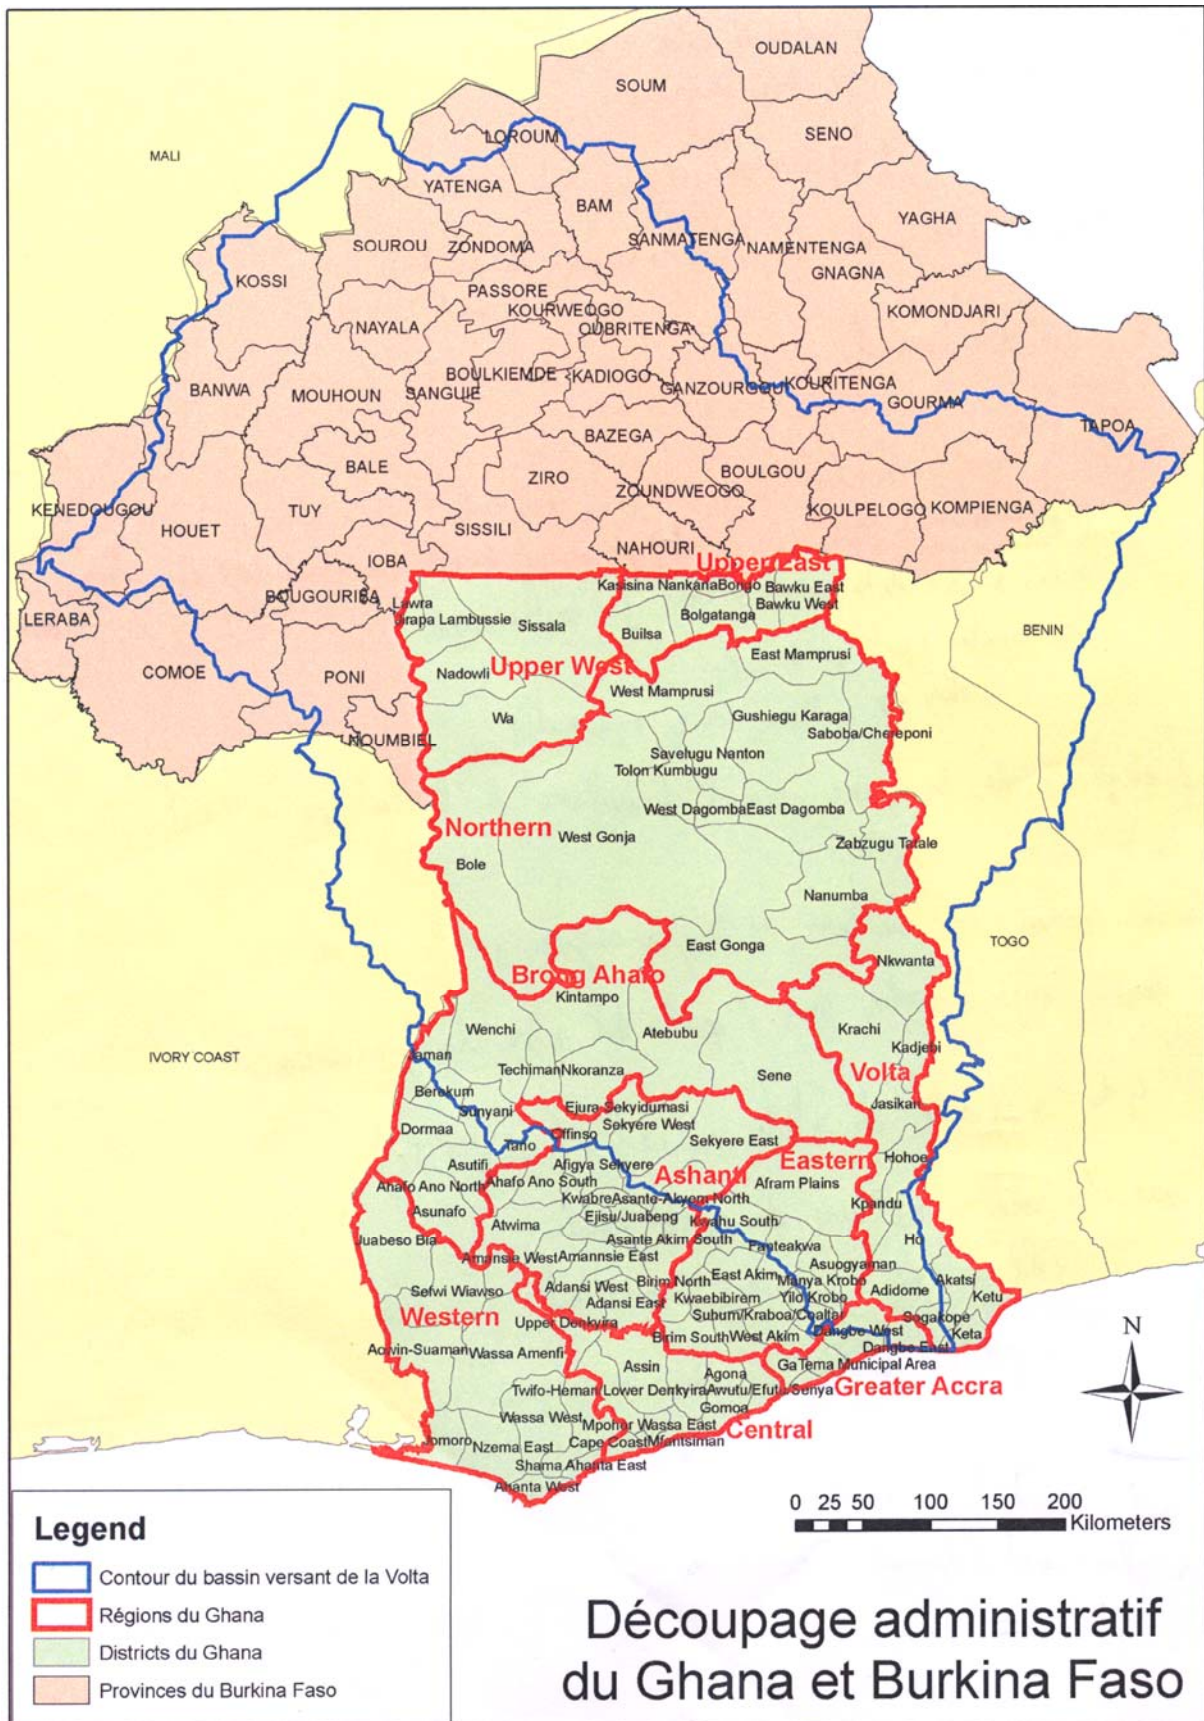 OUDALAN
SOUM
LOROUM
SENO
MALI
YATENGA
BAM
YAGHA
SOUROU
ZONDOMA
SANMATENGA
NAMENTENGA
KOSSI
GNAGNA
PASSORE
KOURWEOGO
KOMONDJARI
NAYALA
OUBRITENGA
BANWA
MOUHOUN
SANGUIE
BOULKIEMDE
KADIOGO
GANZOURGOU
KOURITENGA
GOURMA
TAPOA
BAZEGA
BALE
ZIRO
BOULGOU
ZOUNDWEOGO
KENEDOUGOU
HOUET
TUY
SISSILI
KOULPELOGO
KOMPIENGA
NAHOURI
IOBA
Upper East
BOUGOURIBA
Kasisina Nankana
Bongo
Bawku East
Bawku West
LERABA
Lawra
Jirapa Lambussie
Sissala
Builsa
Bolgatanga
BENIN
COMOE
PONI
Nadowli
Upper West
East Mamprusi
West Mamprusi
Wa
Gushiegu Karaga
Saboba/Chereponi
NOUMBIEL
Savelugu Nanton
Tolon Kumbugu
Northern
West Gonja
West Dagomba
East Dagomba
Zabzugu Tatale
Bole
Nanumba
East Gonga
TOGO
Nkwanta
Brong Ahafo
Kintampo
Wenchi
Atebubu
Krachi
IVORY COAST
Jaman
Kadjebi
Techiman
Nkoranza
Sene
Volta
Berekum
Sunyani
Ejura Sekyidumasi
Jasikan
Dormaa
Tano
Offinso
Sekyere West
Sekyere East
Asutifi
Afigya Sekyere
Ashanti
Eastern
Hohoe
Ahafo Ano North
Ahafo Ano South
Afram Plains
Asunafo
Kwabre
Asante-Akyem North
Kpandu
Atwima
Ejisu/Juabeng
Kwahu South
Juabeso Bia
Asante Akim South
Fanteakwa
Ho
Amansie West
Amannsie East
Asuogyaman
Sefwi Wiawso
Adansi West
Birim North
East Akim
Manya Krobo
Adidome
Akatsi
Ketu
Western
Adansi East
Kwaebibirem
Yilo Krobo
Upper Denkyira
Suhum/Kraboa/Coaltar
Sogakope
Keta
Aowin-Suaman
Wassa Amenfi
Birim South
West Akim
Dangbe West
Dangbe East
Assin
Agona
Ga
Tema Municipal Area
Twifo-Heman/Lower Denkyira
Awutu/Efutu/Senya
Greater Accra
Gomoa
Wassa West
Mpohor Wassa East
Central
Jomoro
Nzema East
Cape Coast
Mfantsiman
Shama Ahanta East
Ahanta West
N
0 25 50 100 150 200
Kilometers
Legend
Contour du bassin versant de la Volta
Régions du Ghana
Districts du Ghana
Provinces du Burkina Faso
Découpage administratif
du Ghana et Burkina Faso